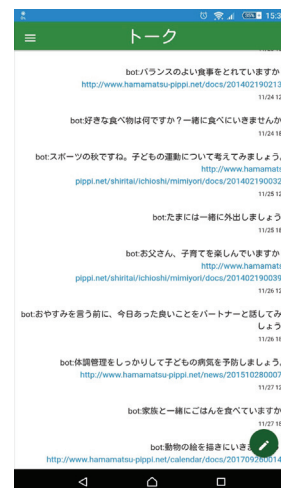 15:3
トーク
bot:バランスのよい食事をとれていますか
http://www.hamamatsu-pippi.net/docs/201402190213
11/24 12
bot:好きな食べ物は何ですか？一緒に食べにいきませんか
11/24 18
bot:スポーツの秋ですね。子どもの運動について考えてみましょう。
http://www.hamamats
pippi.net/shiritai/ichioshi/mimiyori/docs/20140219003
11/25 12
bot:たまには一緒に外出しましょう
11/25 18
bot:お父さん、子育てを楽しんでいますか
http://www.hamamats
pippi.net/shiritai/ichioshi/mimiyori/docs/20140219003
11/26 12
bot:おやすみを言う前に、今日あった良いことをパートナーと話してみ
しょう
11/26 18
bot:体調管理をしっかりして子どもの病気を予防しましょう。
http://www.hamamatsu-pippi.net/news/201510280007
11/27 12
bot:家族と一緒にごはんを食べていますか
11/27 18
bot:動物の絵を描きにいき
http://www.hamamatsu-pippi.net/calendar/docs/201709260014